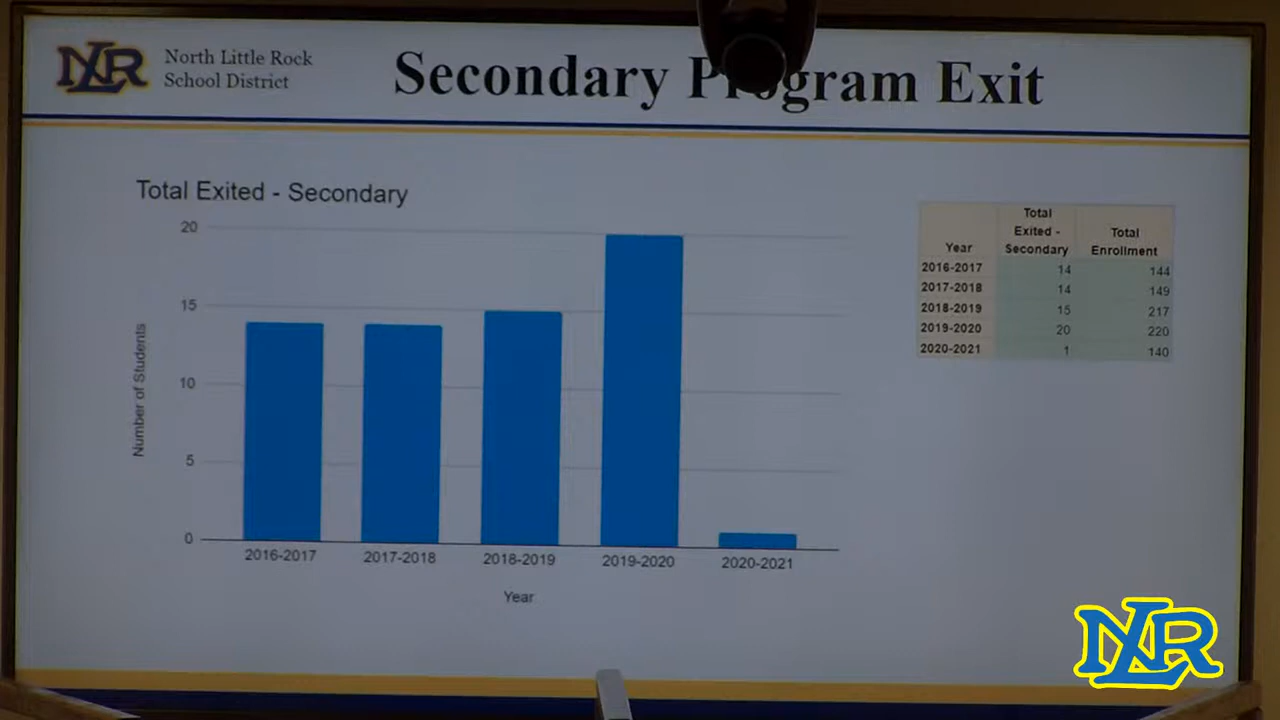 NLR
North Little Rock
School District
Secondary Program Exit
Total Exited - Secondary
20
15
10
5
0
Number of Students
2016-2017
2017-2018
2018-2019
2019-2020
2020-2021
Year
Year Total Exited - Secondary Total Enrollment
2016-2017 14 144
2017-2018 14 149
2018-2019 15 217
2019-2020 20 220
2020-2021 1 140
NLR